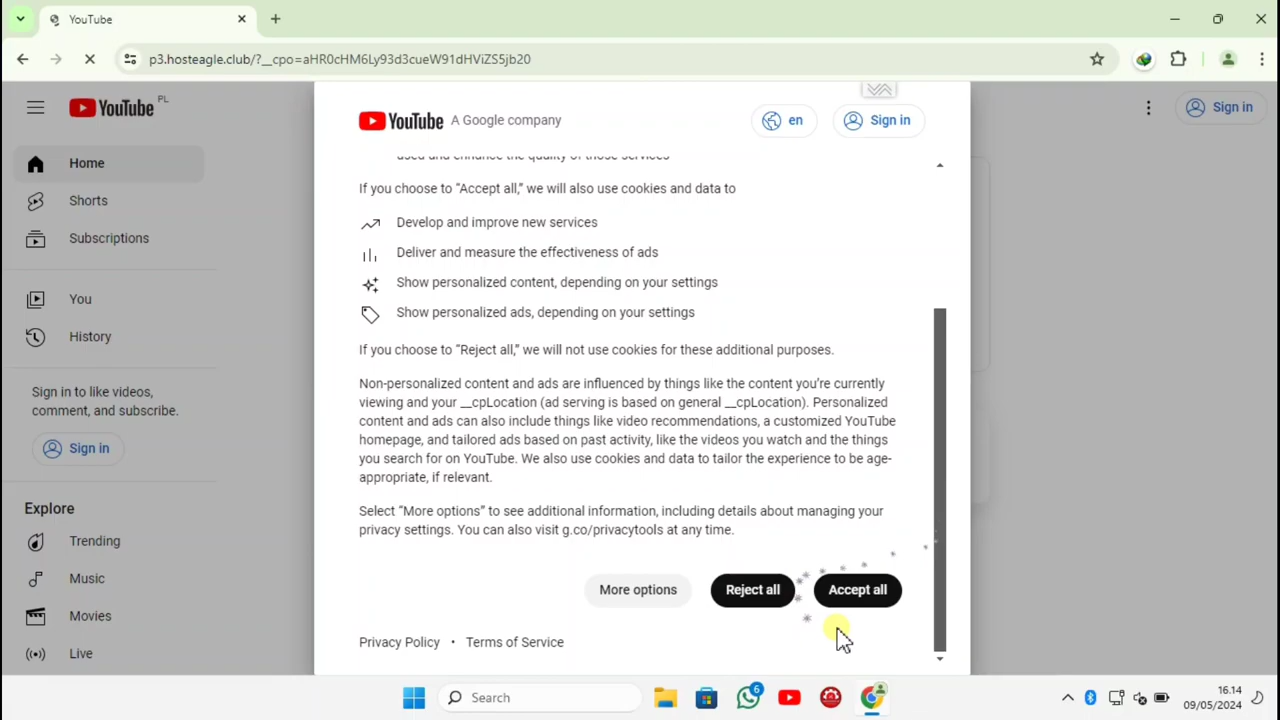 YouTube
p3.hosteagle.club/?__cpo=aHR0cHM6Ly93d3cueW91dHViZS5jb20
YouTube PL
Sign in
Home
Shorts
Subscriptions
You
History
Sign in to like videos,
comment, and subscribe.
Sign in
Explore
Trending
Music
Movies
Live
YouTube A Google company
en
Sign in
used and enhance the quality of those services
If you choose to “Accept all,” we will also use cookies and data to
Develop and improve new services
Deliver and measure the effectiveness of ads
Show personalized content, depending on your settings
Show personalized ads, depending on your settings
If you choose to “Reject all,” we will not use cookies for these additional purposes.
Non-personalized content and ads are influenced by things like the content you’re currently
viewing and your __cpLocation (ad serving is based on general __cpLocation). Personalized
content and ads can also include things like video recommendations, a customized YouTube
homepage, and tailored ads based on past activity, like the videos you watch and the things
you search for on YouTube. We also use cookies and data to tailor the experience to be age-
appropriate, if relevant.
Select “More options” to see additional information, including details about managing your
privacy settings. You can also visit g.co/privacytools at any time.
More options
Reject all
Accept all
Privacy Policy • Terms of Service
Search
6
16.14
09/05/2024